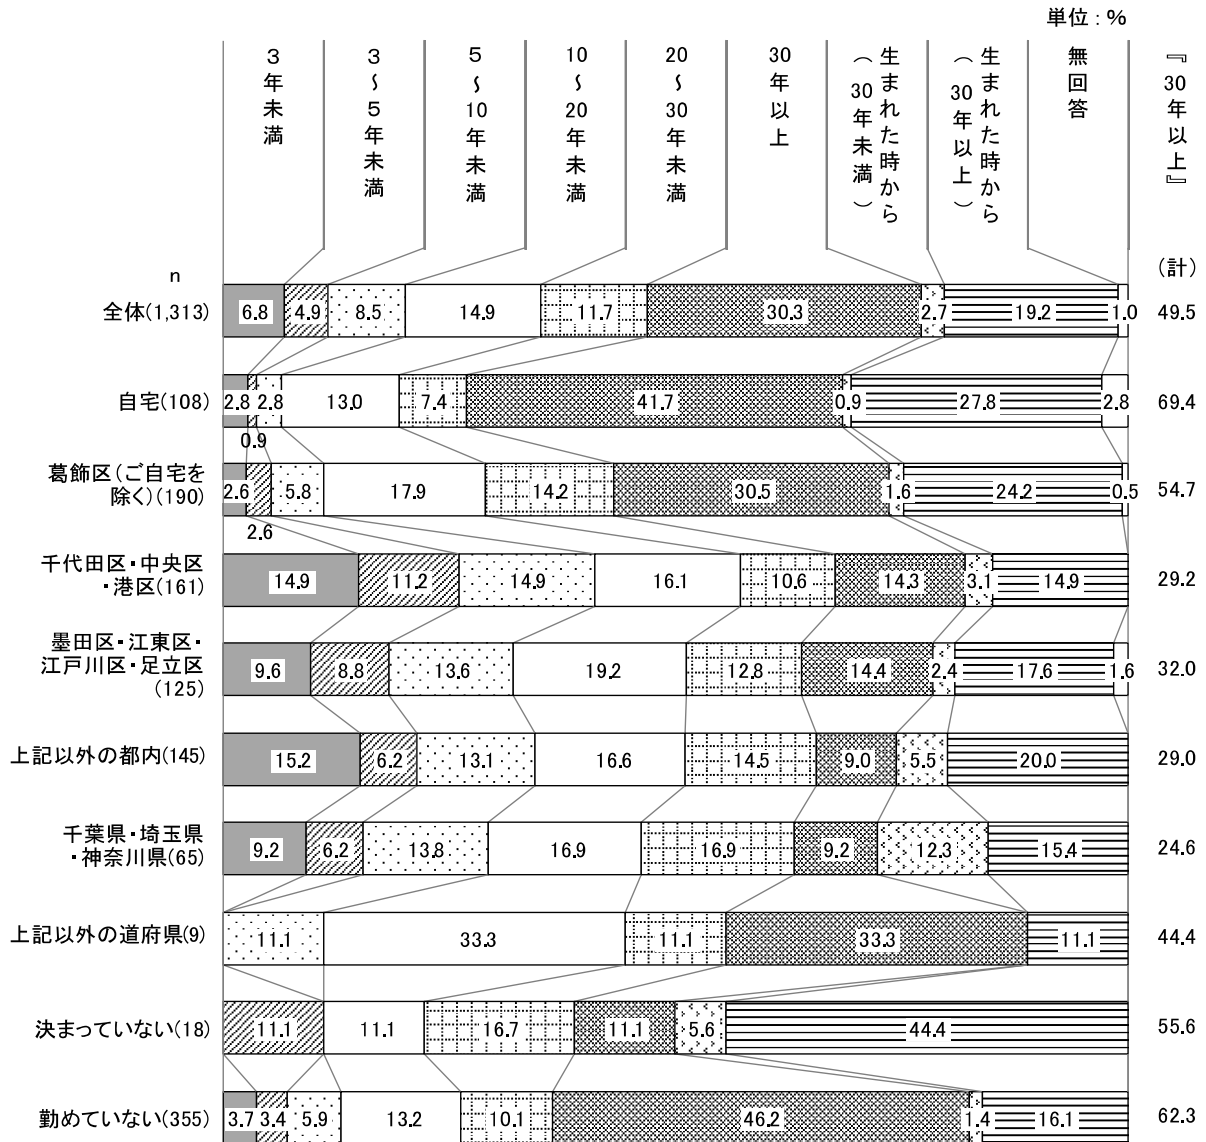 単位：％
3年未満
3～5年未満
5～10年未満
10～20年未満
20～30年未満
30年以上
生まれた時から
（30年未満）
生まれた時から
（30年以上）
無回答
『30年以上』
（計）
n
全体(1,313) 6.8 4.9 8.5 14.9 11.7 30.3 2.7 19.2 1.0 49.5
自宅(108) 2.8 0.9 2.8 13.0 7.4 41.7 0.9 27.8 2.8 69.4
葛飾区（ご自宅を
除く）(190) 2.6 2.6 5.8 17.9 14.2 30.5 1.6 24.2 0.5 54.7
千代田区・中央区
・港区(161) 14.9 11.2 14.9 16.1 10.6 14.3 3.1 14.9 29.2
墨田区・江東区・
江戸川区・足立区
(125) 9.6 8.8 13.6 19.2 12.8 14.4 2.4 17.6 1.6 32.0
上記以外の都内(145) 15.2 6.2 13.1 16.6 14.5 9.0 5.5 20.0 29.0
千葉県・埼玉県
・神奈川県(65) 9.2 6.2 13.8 16.9 16.9 9.2 12.3 15.4 24.6
上記以外の道府県(9) 11.1 33.3 11.1 33.3 11.1 44.4
決まっていない(18) 11.1 11.1 16.7 11.1 5.6 44.4 55.6
勤めていない(355) 3.7 3.4 5.9 13.2 10.1 46.2 1.4 16.1 62.3